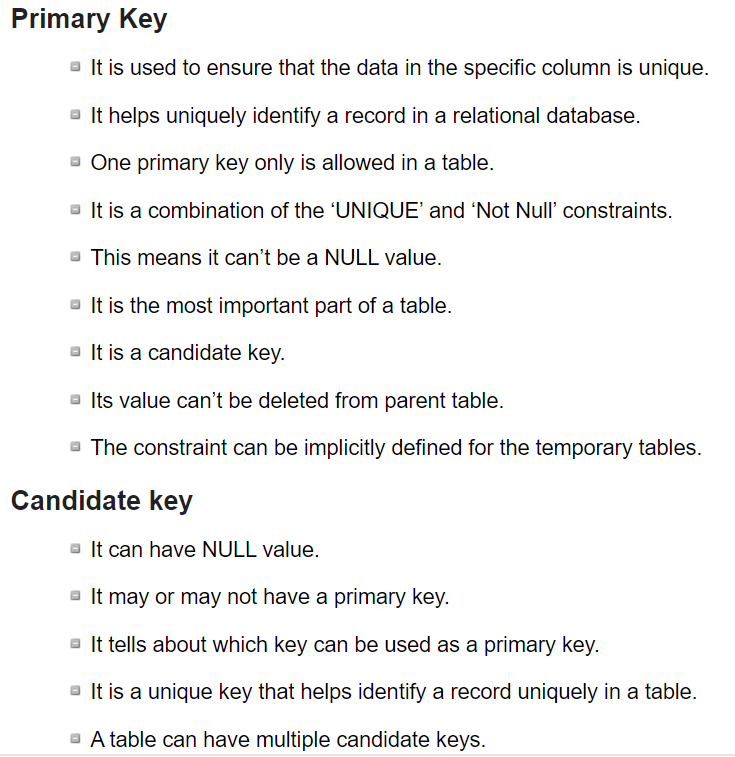 Primary Key
It is used to ensure that the data in the specific column is unique.
It helps uniquely identify a record in a relational database.
One primary key only is allowed in a table.
It is a combination of the ‘UNIQUE’ and ‘Not Null’ constraints.
This means it can’t be a NULL value.
It is the most important part of a table.
It is a candidate key.
Its value can’t be deleted from parent table.
The constraint can be implicitly defined for the temporary tables.
Candidate key
It can have NULL value.
It may or may not have a primary key.
It tells about which key can be used as a primary key.
It is a unique key that helps identify a record uniquely in a table.
A table can have multiple candidate keys.